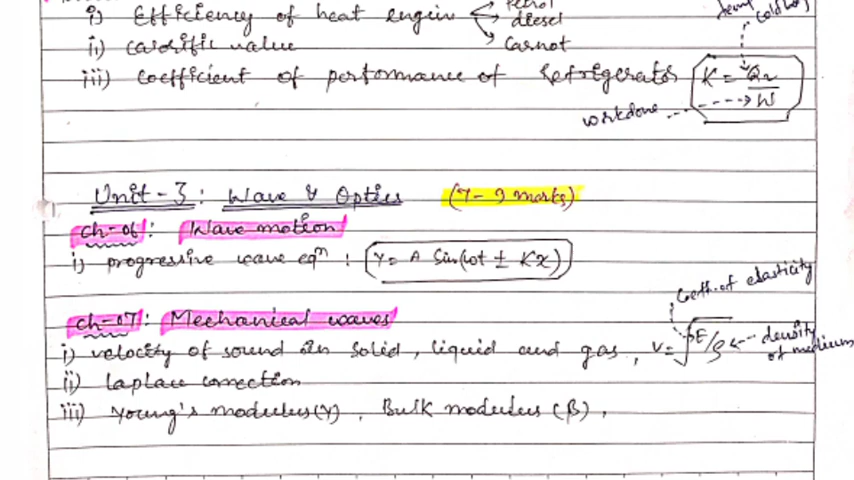 petrol
i) Efficiency of heat engin diesel
ii) calorific value Carnot
iii) Coefficient of performance of Refrigerator K = Q2/W
workdone
Unit - 3 : Wave & Optics (7 - 9 marks)
ch-06 : Wave motion
i) progressive wave eqn : Y = A Sin(ωt ± Kx)
Coeff. of elasticity
ch-07 : Mechanical waves
i) velocity of sound in solid, liquid and gas, V = √E/ρ density of medium
ii) Laplace correction
iii) Young's modulus (Y), Bulk modulus (β),